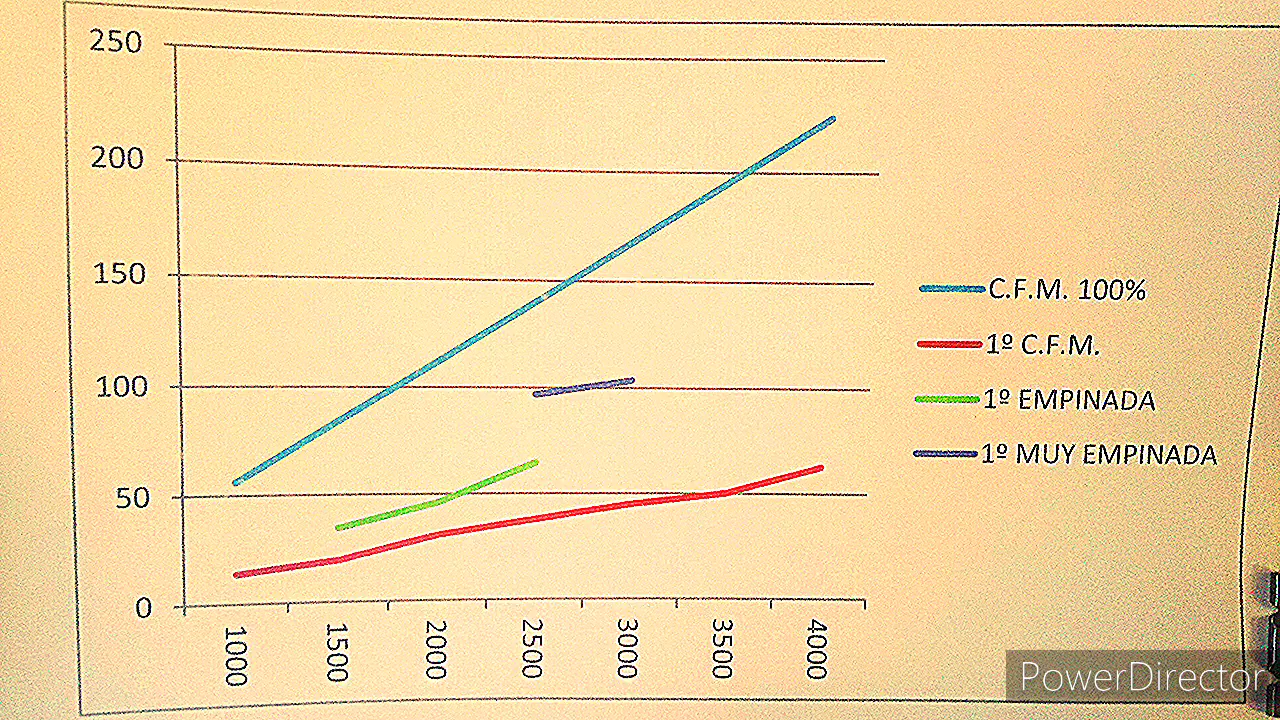 250
200
150
100
50
0
1000
1500
2000
2500
3000
3500
4000
C.F.M. 100%
1º C.F.M.
1º EMPINADA
1º MUY EMPINADA
PowerDirector